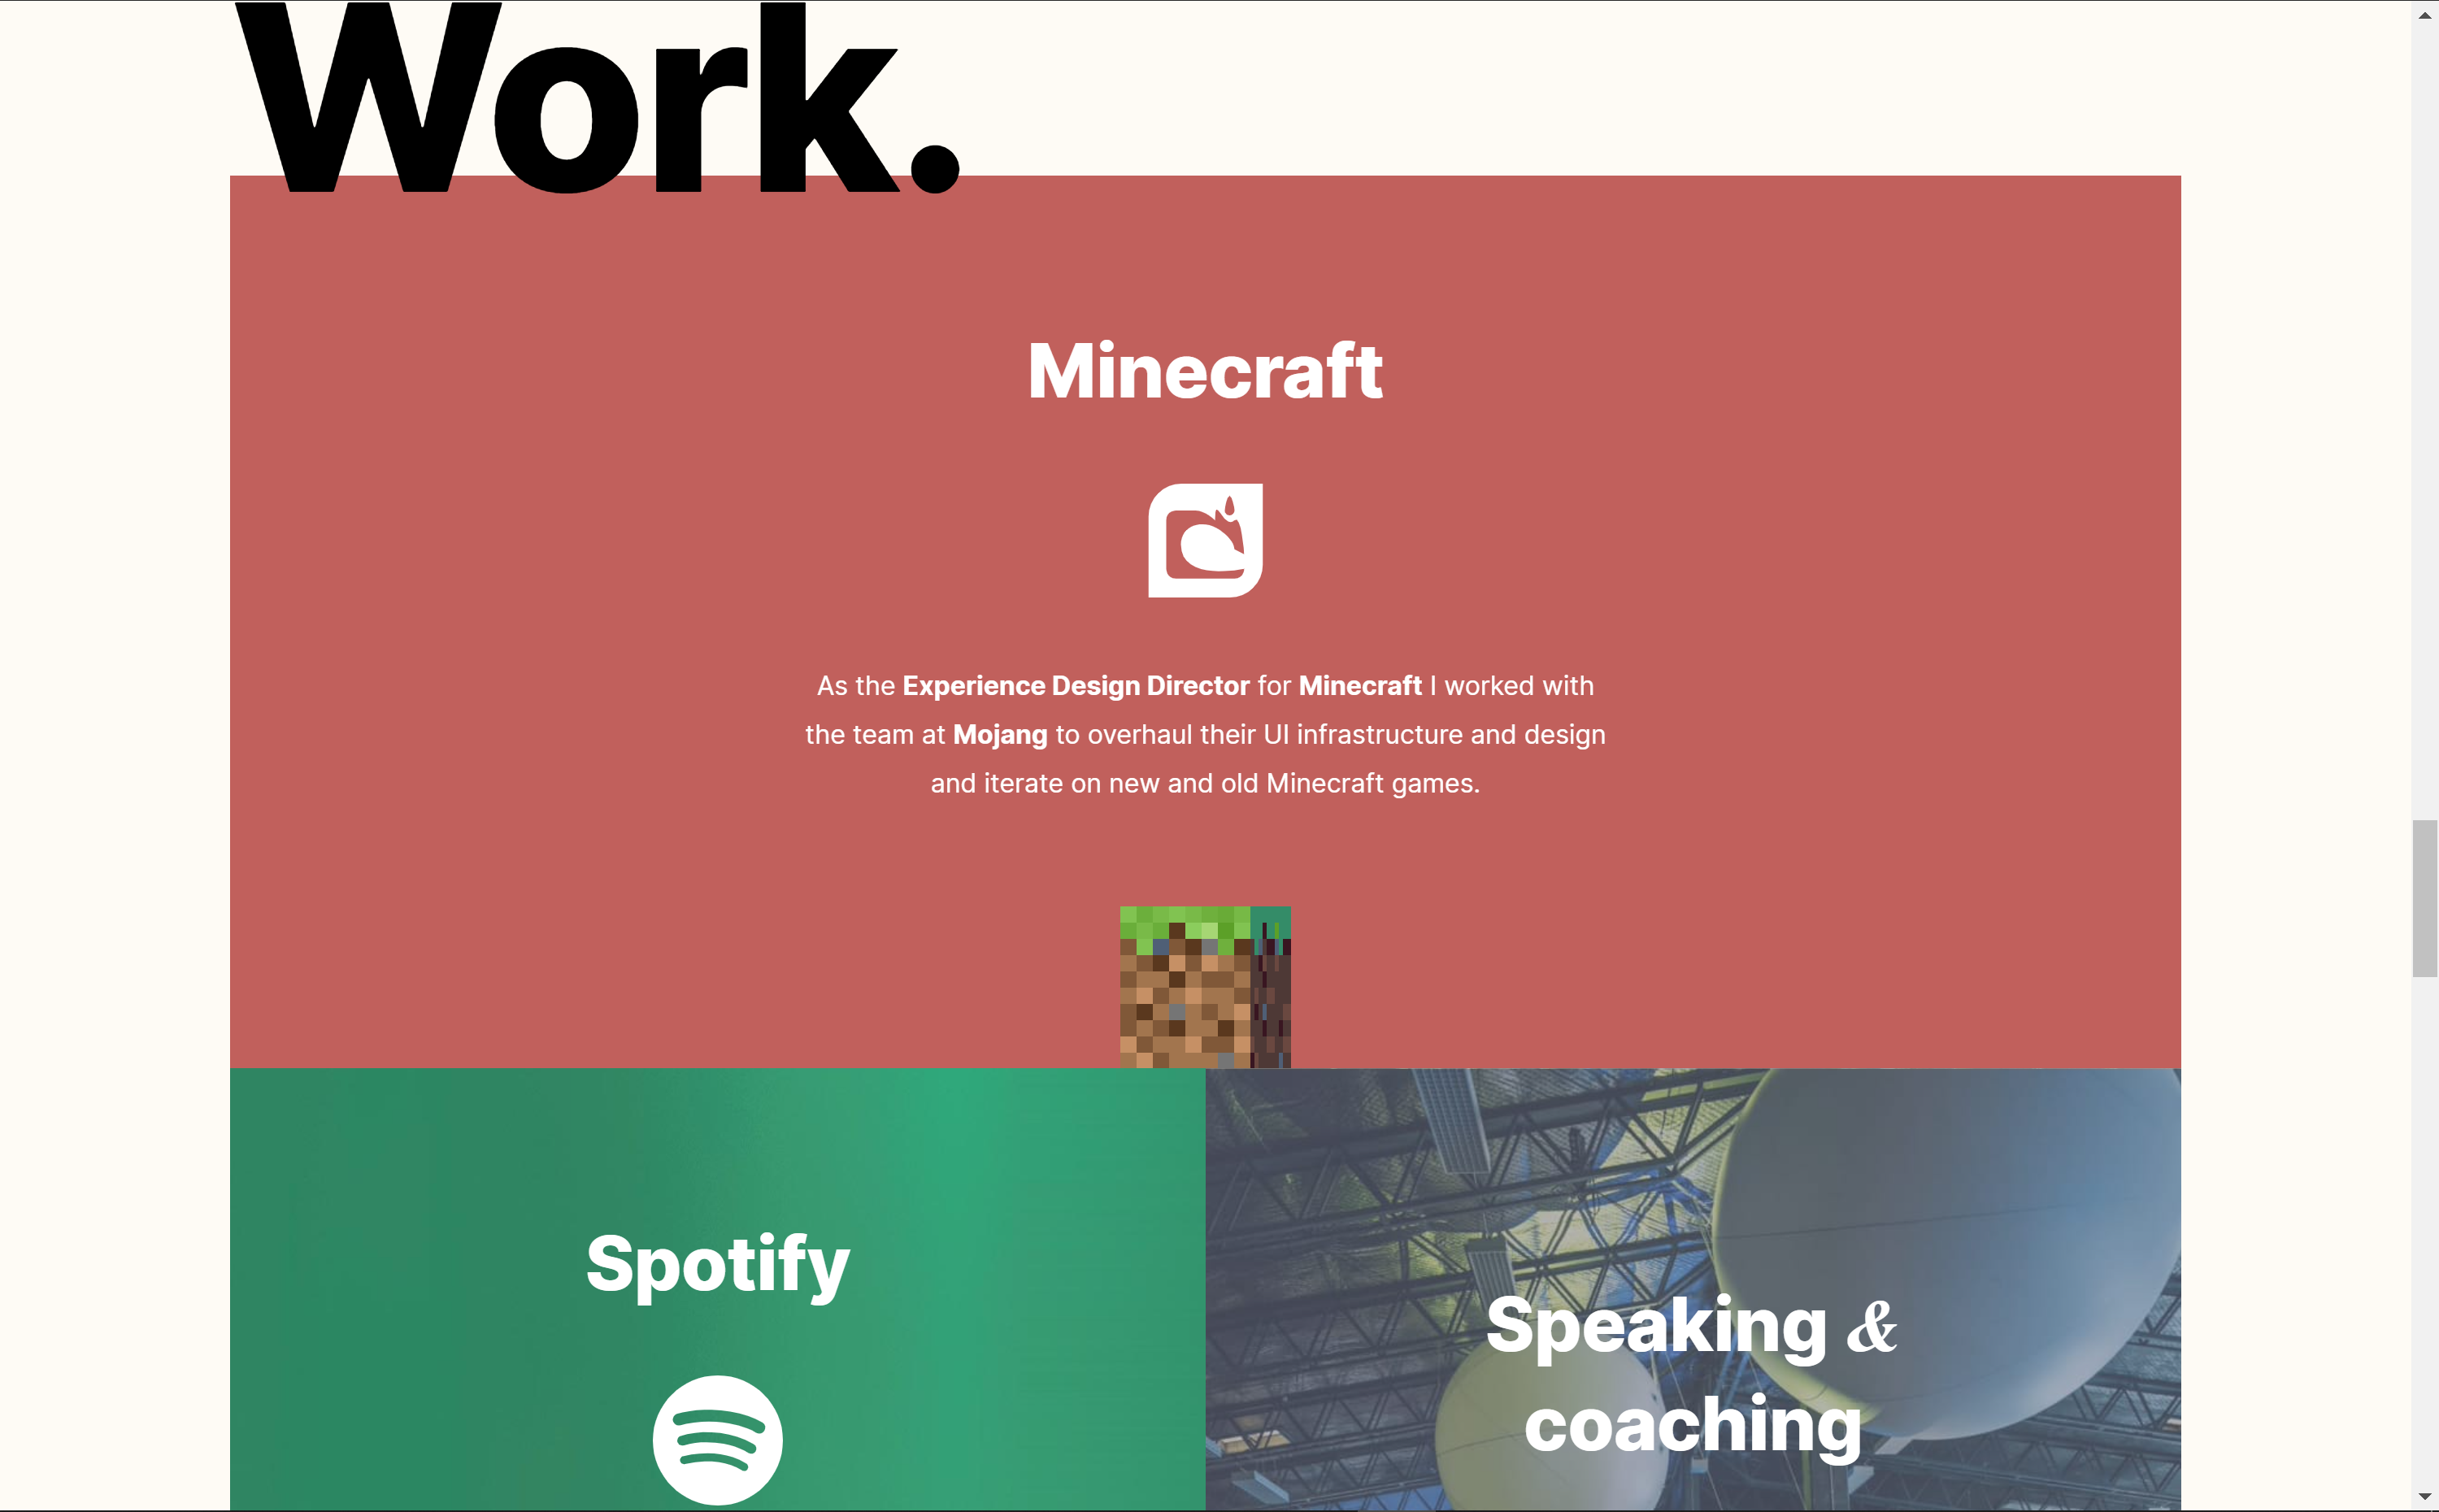 Work.
Minecraft
As the Experience Design Director for Minecraft I worked with
the team at Mojang to overhaul their UI infrastructure and design
and iterate on new and old Minecraft games.
Spotify
Speaking &
coaching